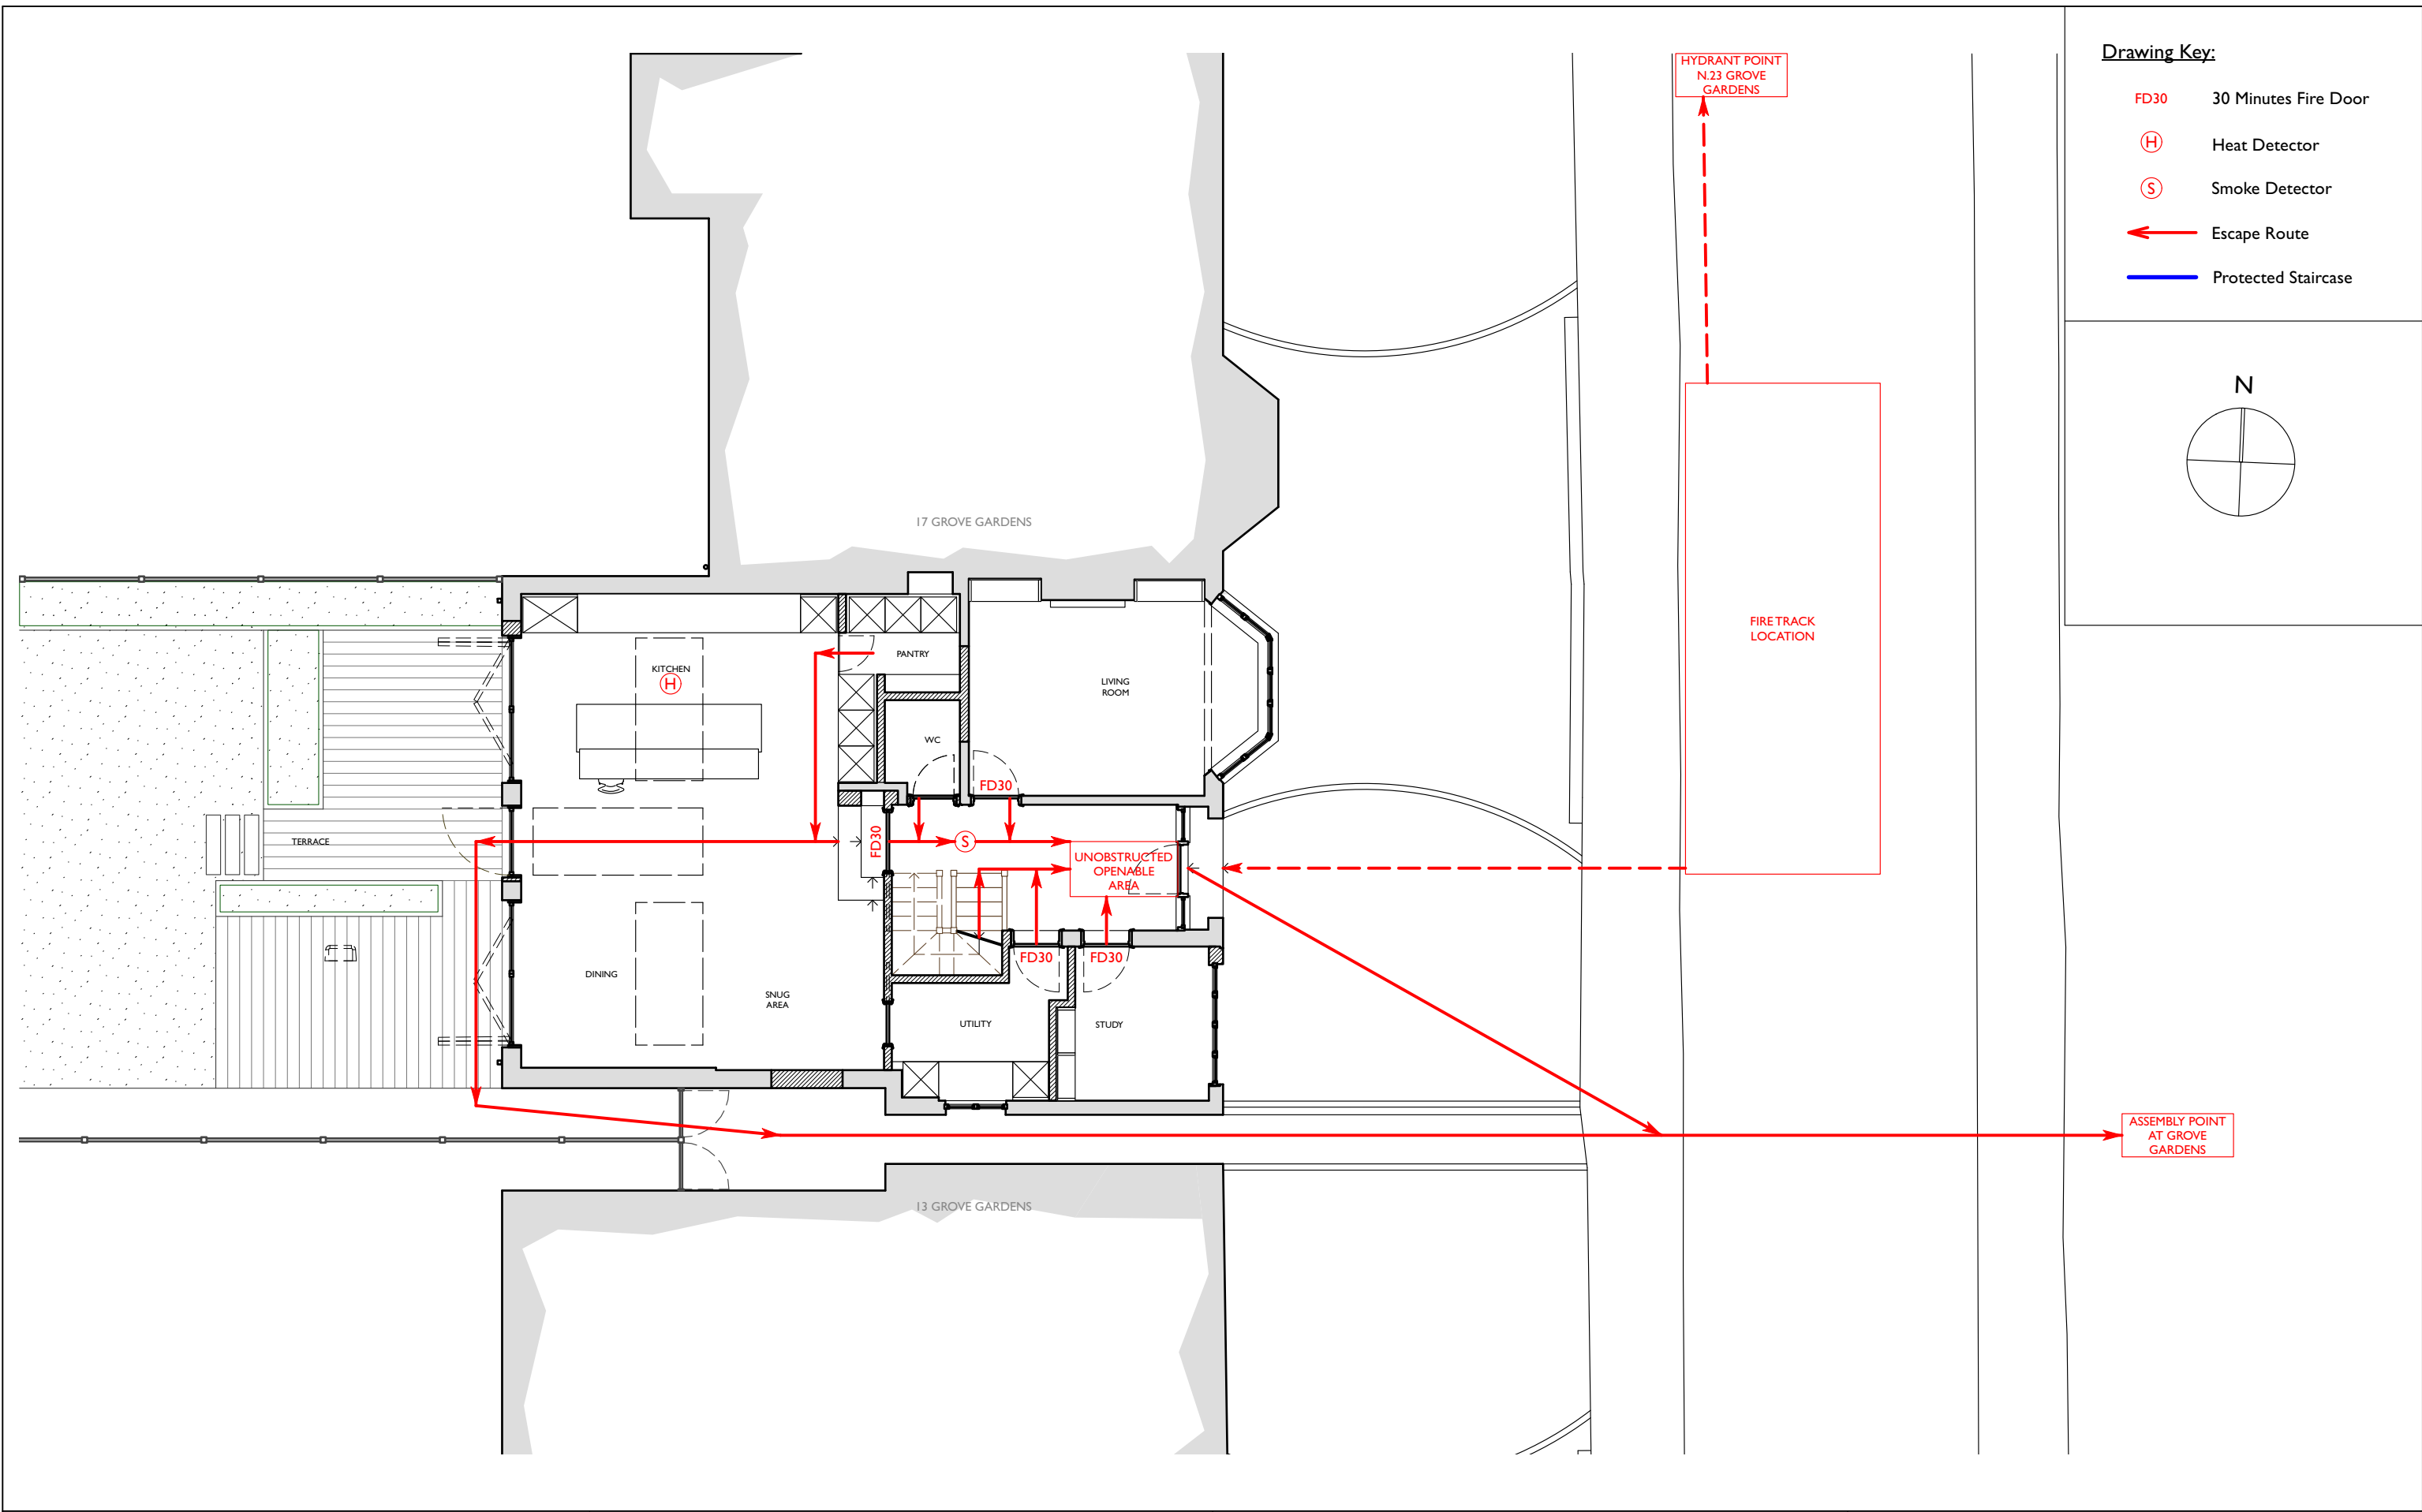 Drawing Key:
FD30 30 Minutes Fire Door
H Heat Detector
S Smoke Detector
Escape Route
Protected Staircase
N
HYDRANT POINT
N.23 GROVE
GARDENS
17 GROVE GARDENS
FIRETRACK
LOCATION
KITCHEN
H
PANTRY
LIVING
ROOM
WC
FD30
TERRACE
FD30
S
UNOBSTRUCTED
OPENABLE
AREA
FD30
FD30
DINING
SNUG
AREA
UTILITY
STUDY
ASSEMBLY POINT
AT GROVE
GARDENS
13 GROVE GARDENS